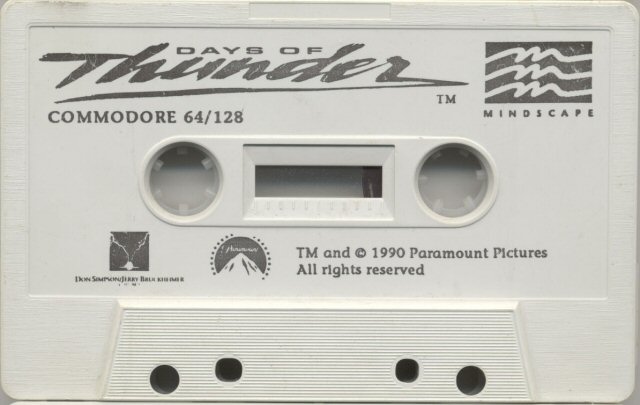 DAYS OF
Thunder
TM
COMMODORE 64/128
MINDSCAPE
DON SIMPSON/JERRY BRUCKHEIMER
Paramount
TM and © 1990 Paramount Pictures
All rights reserved